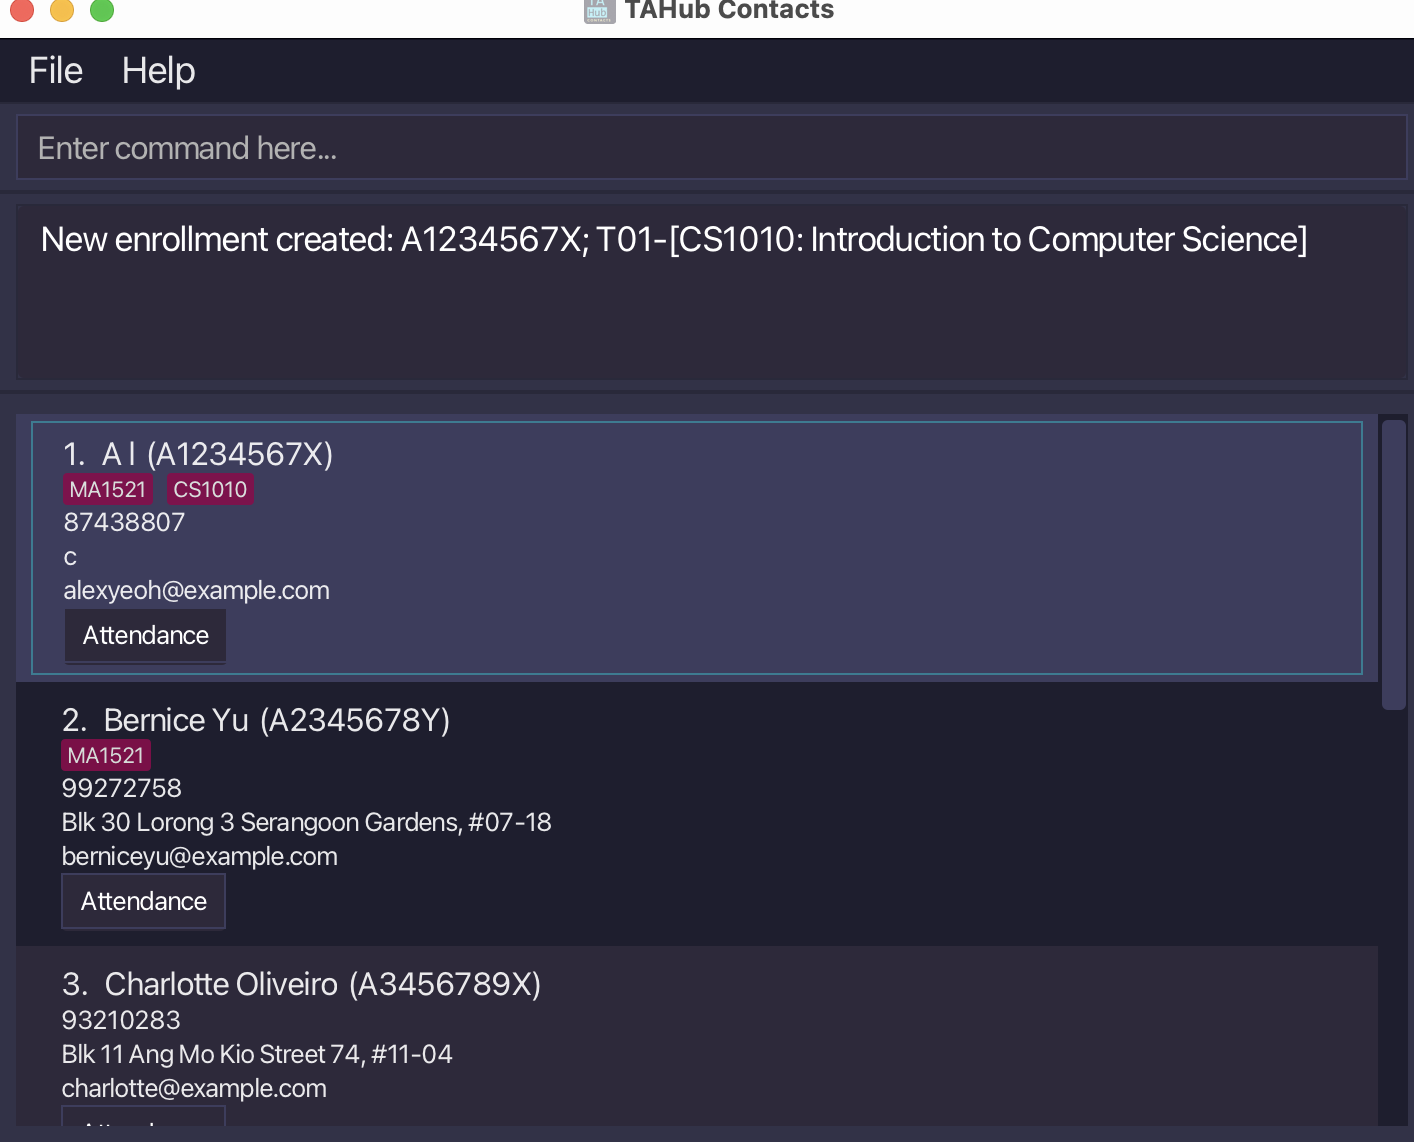 TAHub Contacts
File Help
Enter command here...
New enrollment created: A1234567X; T01-[CS1010: Introduction to Computer Science]
1. A l (A1234567X)
MA1521 CS1010
87438807
c
alexyeoh@example.com
Attendance
2. Bernice Yu (A2345678Y)
MA1521
99272758
Blk 30 Lorong 3 Serangoon Gardens, #07-18
berniceyu@example.com
Attendance
3. Charlotte Oliveiro (A3456789X)
93210283
Blk 11 Ang Mo Kio Street 74, #11-04
charlotte@example.com